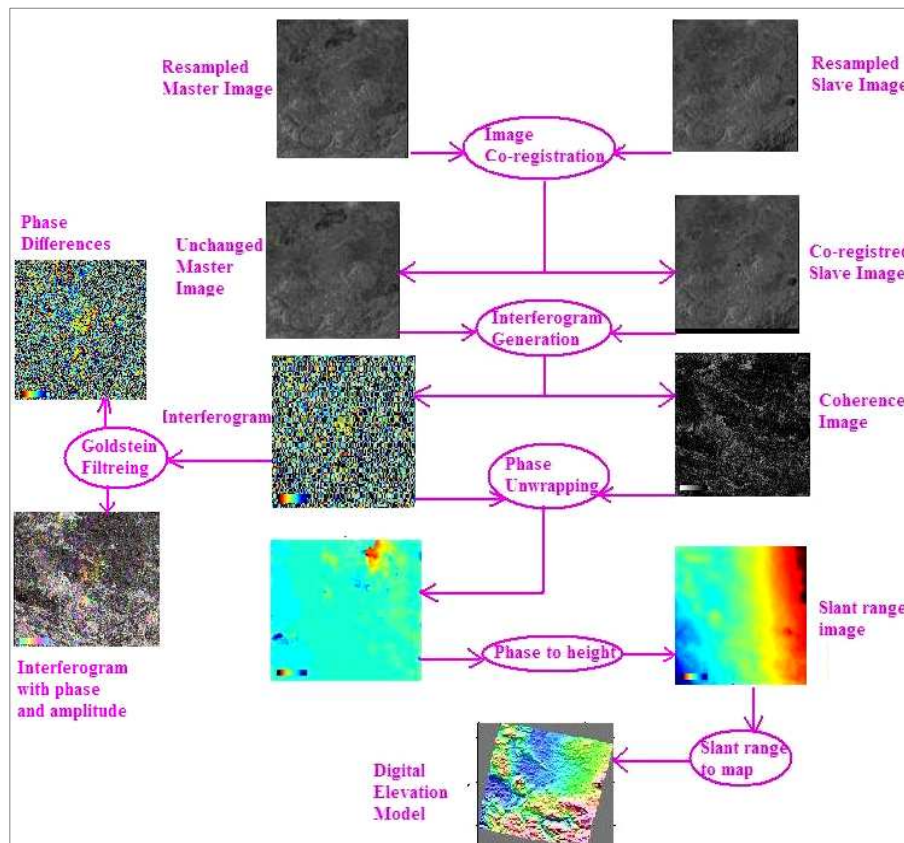 Resampled
Master Image
Resampled
Slave Image
Image
Co-registration
Phase
Differences
Unchanged
Master
Image
Co-registred
Slave Image
Interferogram
Generation
Interferogram
Coherence
Image
Goldstein
Filtreing
Phase
Unwrapping
Interferogram
with phase
and amplitude
Phase to height
Slant range
image
Slant range
to map
Digital
Elevation
Model